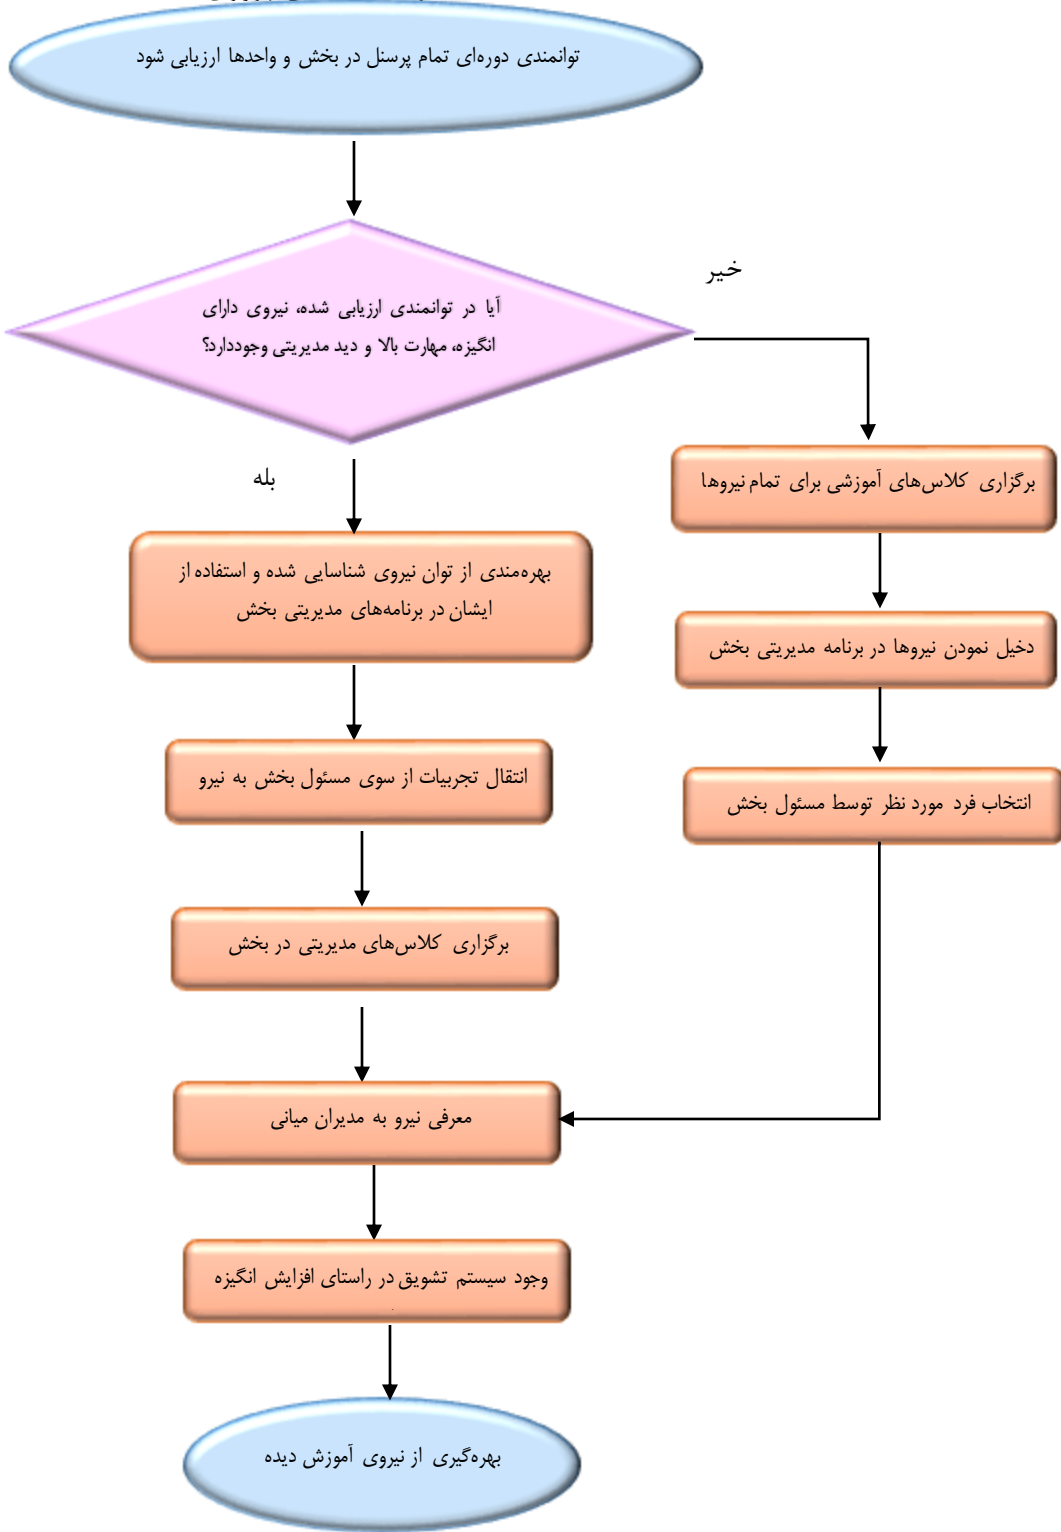 توانمندی دوره‌ای تمام پرسنل در بخش و واحدها ارزیابی شود
خیر
آیا در توانمندی ارزیابی شده، نیروی دارای
انگیزه، مهارت بالا و دید مدیریتی وجوددارد؟
بله
برگزاری کلاس‌های آموزشی برای تمام نیروها
بهره‌مندی از توان نیروی شناسایی شده و استفاده از
ایشان در برنامه‌های مدیریتی بخش
دخیل نمودن نیروها در برنامه مدیریتی بخش
انتقال تجربیات از سوی مسئول بخش به نیرو
انتخاب فرد مورد نظر توسط مسئول بخش
برگزاری کلاس‌های مدیریتی در بخش
معرفی نیرو به مدیران میانی
وجود سیستم تشویق در راستای افزایش انگیزه
بهره‌گیری از نیروی آموزش دیده